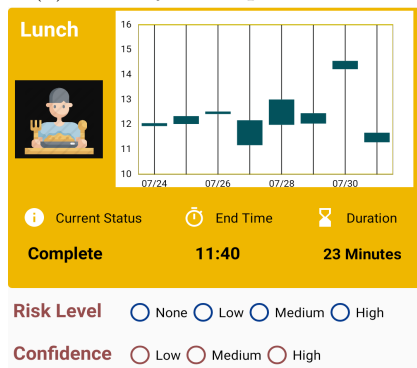 Lunch
16
15
14
13
12
11
10
07/24
07/26
07/28
07/30
Current Status
End Time
Duration
Complete
11:40
23 Minutes
Risk Level
None
Low
Medium
High
Confidence
Low
Medium
High